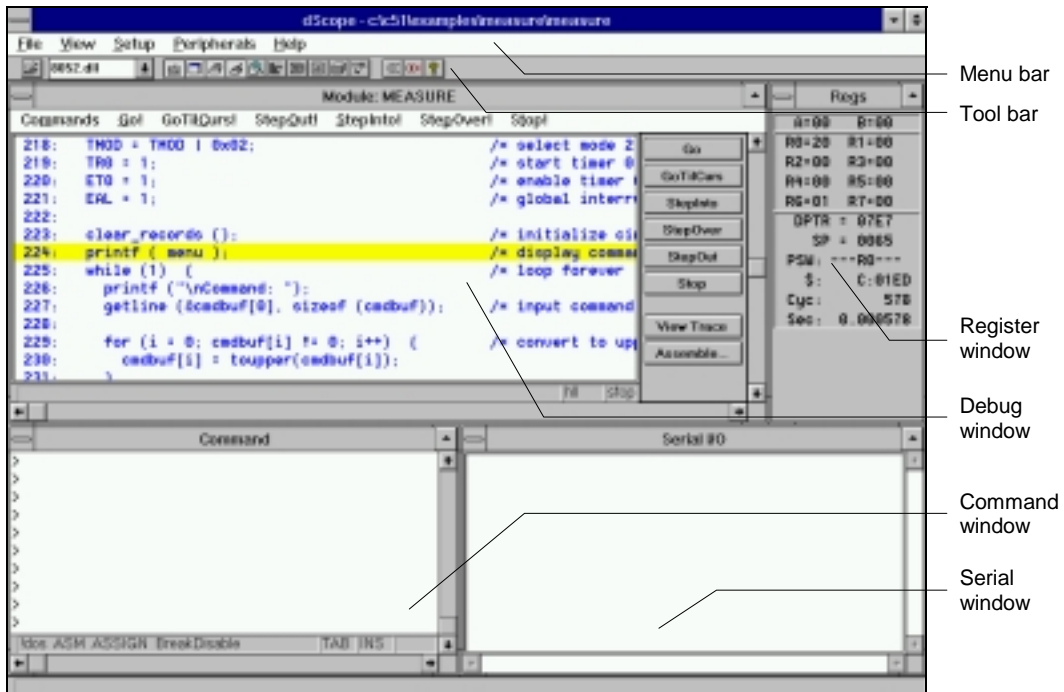 dScope - c:\c51\examples\measure\measure
File View Setup Peripherals Help
8052.dll
Menu bar
Tool bar
Module: MEASURE
Commands Go! GoTilCurs! StepOut! StepInto! StepOver! Stop!
218: TMOD = TMOD | 0x02; /* select mode 2
219: TR0 = 1; /* start timer 0
220: ET0 = 1; /* enable timer
221: EAL = 1; /* global interr
222:
223: clear_records (); /* initialize
224: printf ( menu ); /* display comman
225: while (1) { /* loop forever
226: printf ("\nCommand: ");
227: getline (&cmdbuf[0], sizeof (cmdbuf)); /* input command
228:
229: for (i = 0; cmdbuf[i] != 0; i++) { /* convert to upp
230: cmdbuf[i] = toupper(cmdbuf[i]);
231: }
Go
GoTilCurs
StepInto
StepOver
StepOut
Stop
View Trace
Assemble...
stop
Regs
A=00 B=00
R0=20 R1=00
R2=00 R3=00
R4=00 R5=00
R6=01 R7=00
DPTR = 07E7
SP = 0065
PSW: ---R0---
$: C:01ED
Cyc: 578
Sec: 0.000578
Register
window
Debug
window
Command
>
>
>
>
>
>
>
>
>
>
ASM ASSIGN BreakDisable TAB INS
Serial I/O
Command
window
Serial
window